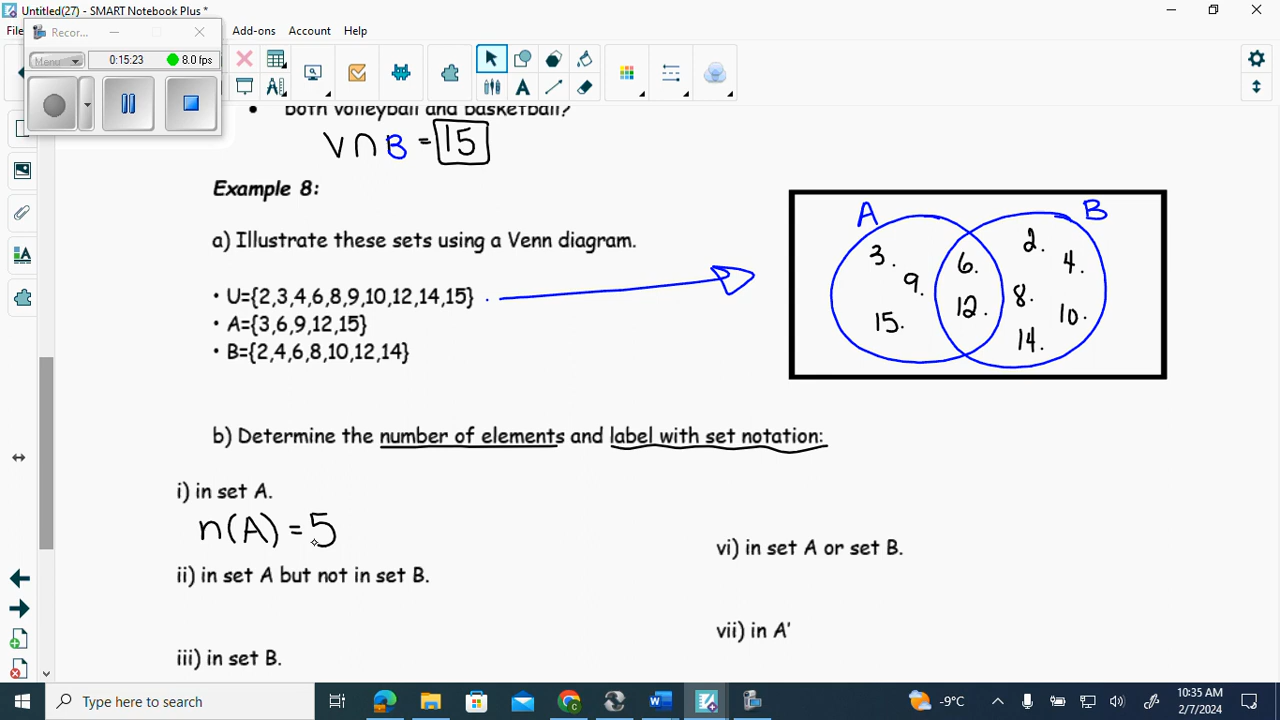 Untitled(27) - SMART Notebook Plus *
Recor...
File
Add-ons
Account
Help
Menu
0:15:23
8.0 fps
• both volleyball and basketball?
V ∩ B = 15
Example 8:
a) Illustrate these sets using a Venn diagram.
• U={2,3,4,6,8,9,10,12,14,15}
• A={3,6,9,12,15}
• B={2,4,6,8,10,12,14}
A
B
3.
9.
15.
6.
12.
2.
4.
8.
10.
14.
b) Determine the number of elements and label with set notation:
i) in set A.
n(A) = 5
ii) in set A but not in set B.
iii) in set B.
vi) in set A or set B.
vii) in A'
Type here to search
-9°C
10:35 AM
2/7/2024